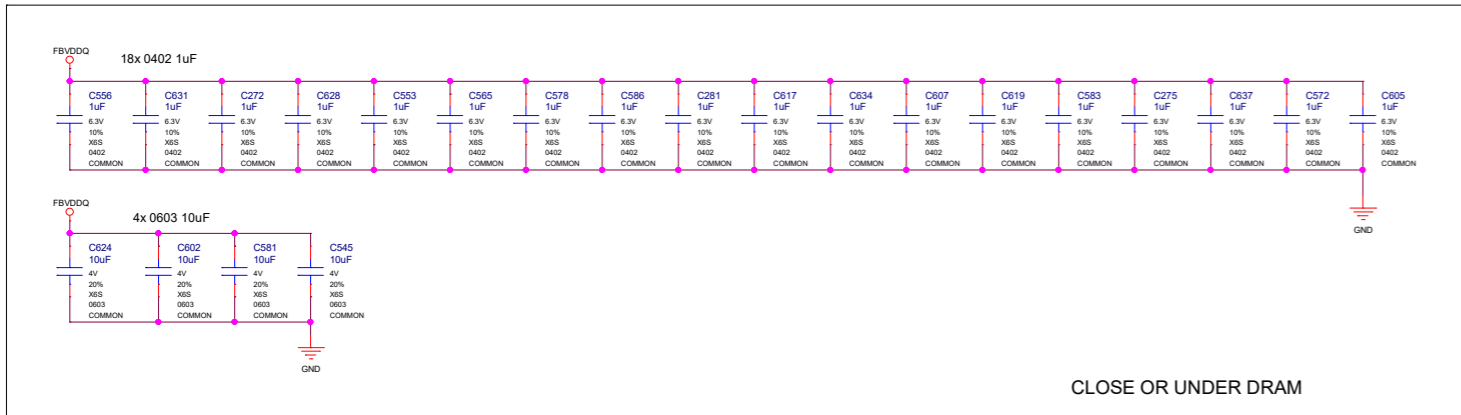 FBVDDQ
18x 0402 1uF
C556 C631 C272 C628 C553 C565 C578 C586 C281 C617 C634 C607 C619 C583 C275 C637 C572 C605
1uF 1uF 1uF 1uF 1uF 1uF 1uF 1uF 1uF 1uF 1uF 1uF 1uF 1uF 1uF 1uF 1uF 1uF
6.3V 6.3V 6.3V 6.3V 6.3V 6.3V 6.3V 6.3V 6.3V 6.3V 6.3V 6.3V 6.3V 6.3V 6.3V 6.3V 6.3V 6.3V
10% 10% 10% 10% 10% 10% 10% 10% 10% 10% 10% 10% 10% 10% 10% 10% 10% 10%
X6S X6S X6S X6S X6S X6S X6S X6S X6S X6S X6S X6S X6S X6S X6S X6S X6S X6S
0402 0402 0402 0402 0402 0402 0402 0402 0402 0402 0402 0402 0402 0402 0402 0402 0402 0402
COMMON COMMON COMMON COMMON COMMON COMMON COMMON COMMON COMMON COMMON COMMON COMMON COMMON COMMON COMMON COMMON COMMON COMMON
GND
FBVDDQ
4x 0603 10uF
C624 C602 C581 C545
10uF 10uF 10uF 10uF
4V 4V 4V 4V
20% 20% 20% 20%
X6S X6S X6S X6S
0603 0603 0603 0603
COMMON COMMON COMMON COMMON
GND
CLOSE OR UNDER DRAM